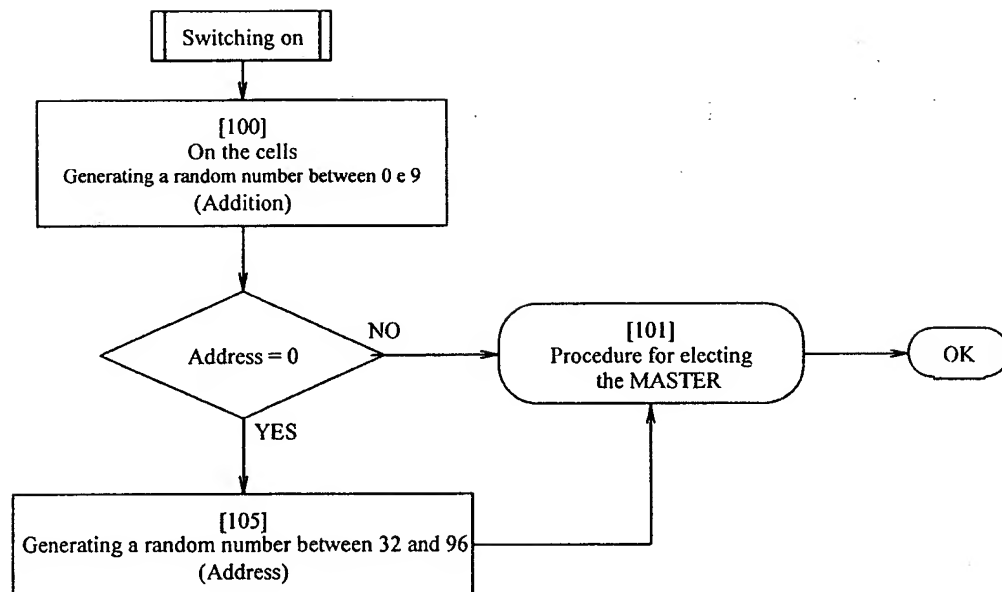 Switching on
[100]
On the cells
Generating a random number between 0 e 9
(Addition)
Address = 0
NO
YES
[101]
Procedure for electing
the MASTER
OK
[105]
Generating a random number between 32 and 96
(Address)